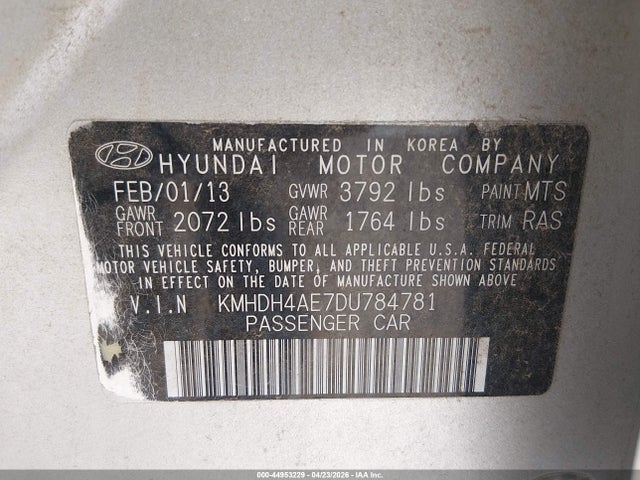 MANUFACTURED IN KOREA BY
HYUNDAI MOTOR COMPANY
FEB/01/13 GVWR 3792 lbs PAINT MTS
GAWR FRONT 2072 lbs GAWR REAR 1764 lbs TRIM RAS
THIS VEHICLE CONFORMS TO ALL APPLICABLE U.S.A. FEDERAL
MOTOR VEHICLE SAFETY, BUMPER, AND THEFT PREVENTION STANDARDS
IN EFFECT ON THE DATE OF MANUFACTURE SHOWN ABOVE
V.I.N KMHDH4AE7DU784781
PASSENGER CAR
000-44953229 - 04/23/2026 - IAAI.COM